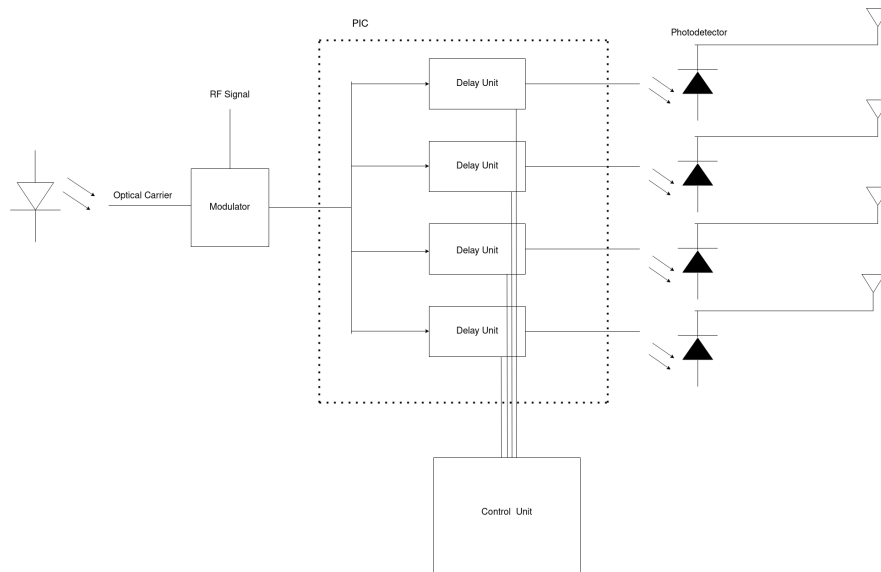 PIC
Photodetector
Delay Unit
RF Signal
Delay Unit
Optical Carrier
Modulator
Delay Unit
Delay Unit
Control Unit